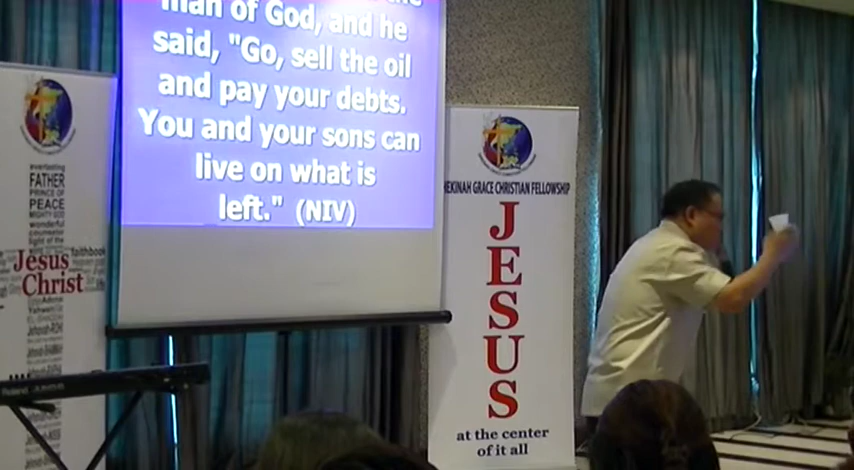 man of God, and he
said, "Go, sell the oil
and pay your debts.
You and your sons can
live on what is
left." (NIV)
everlasting
FATHER
PRINCE OF
PEACE
MIGHTY GOD
wonderful
counselor
light of the
Jesus
faithbook
Christ
EKINAH GRACE CHRISTIAN FELLOWSHIP
JESUS
at the center
of it all